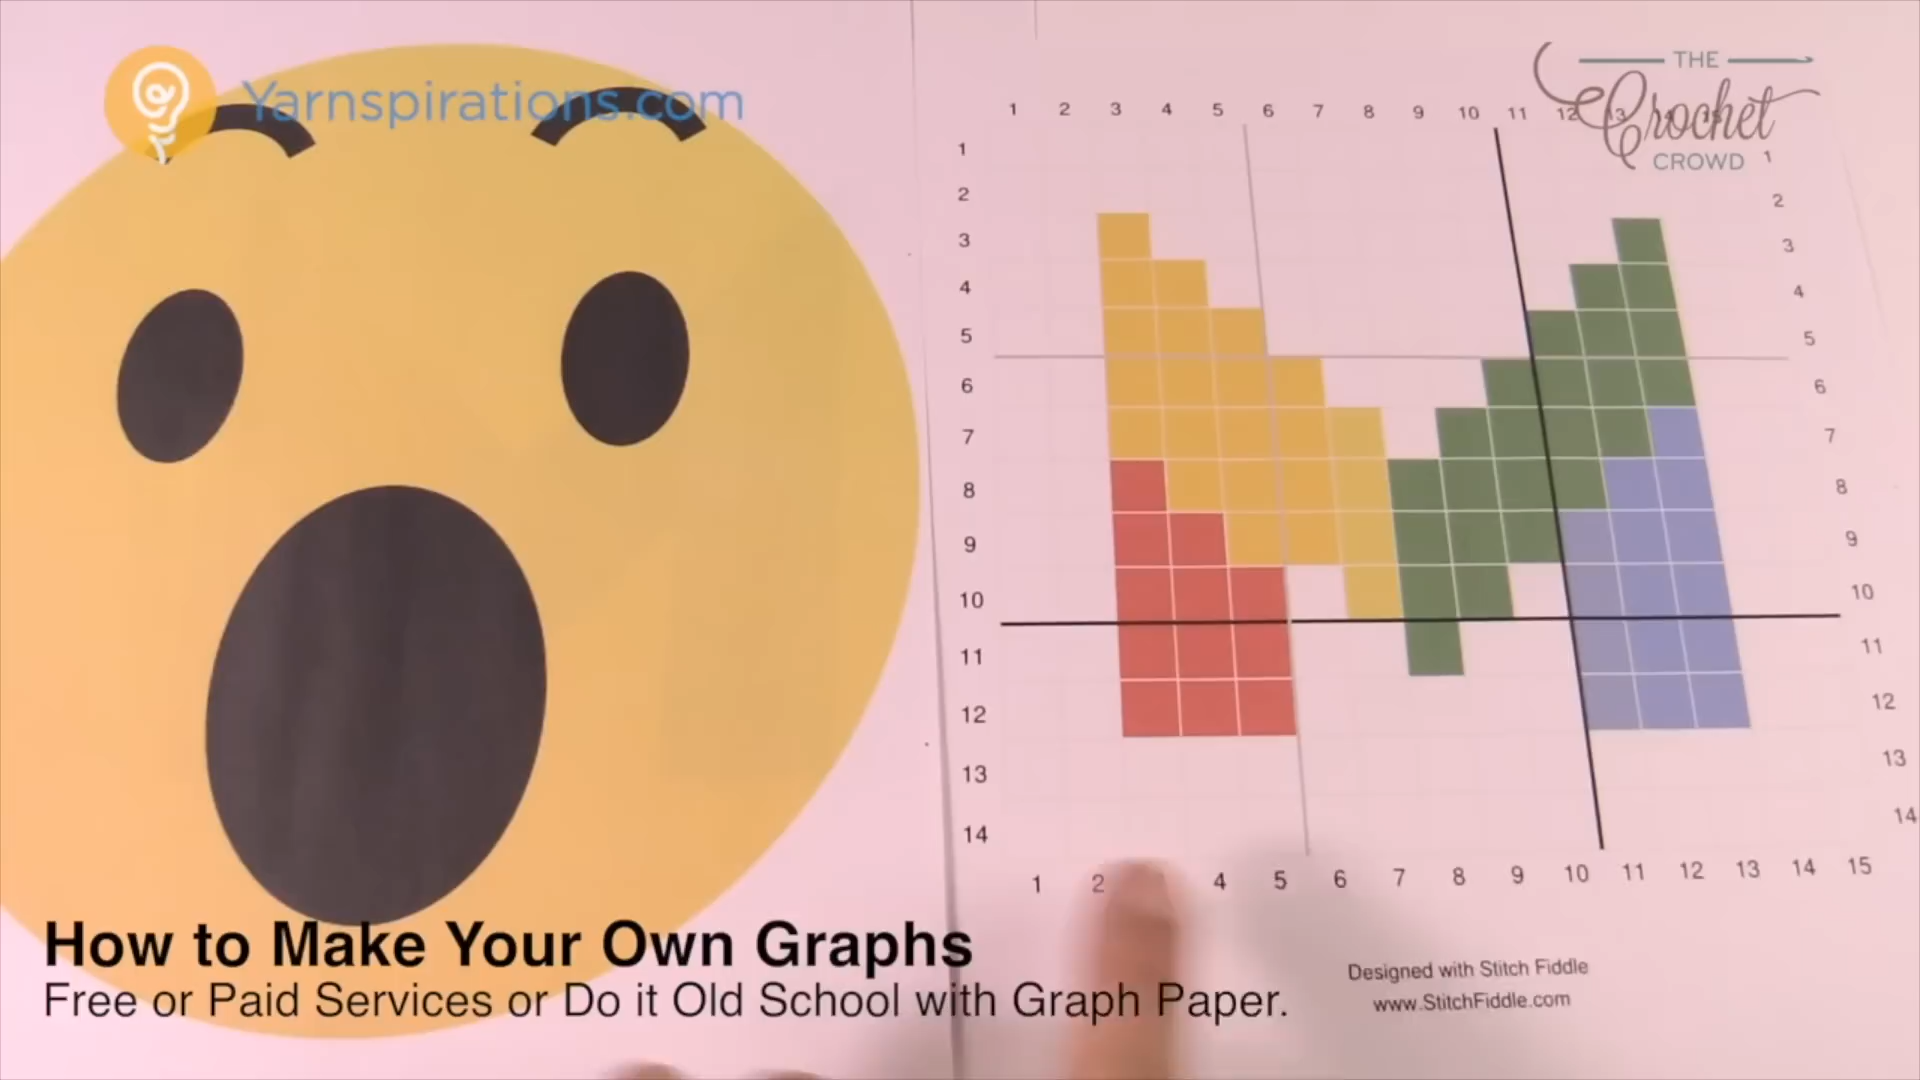 Yarnspirations.com
THE
Crochet
CROWD
1 2 3 4 5 6 7 8 9 10 11 12 13
1 1
2 2
3 3
4 4
5 5
6 6
7 7
8 8
9 9
10 10
11 11
12 12
13 13
14 14
1 2 4 5 6 7 8 9 10 11 12 13 14 15
How to Make Your Own Graphs
Free or Paid Services or Do it Old School with Graph Paper.
Designed with Stitch Fiddle
www.StitchFiddle.com